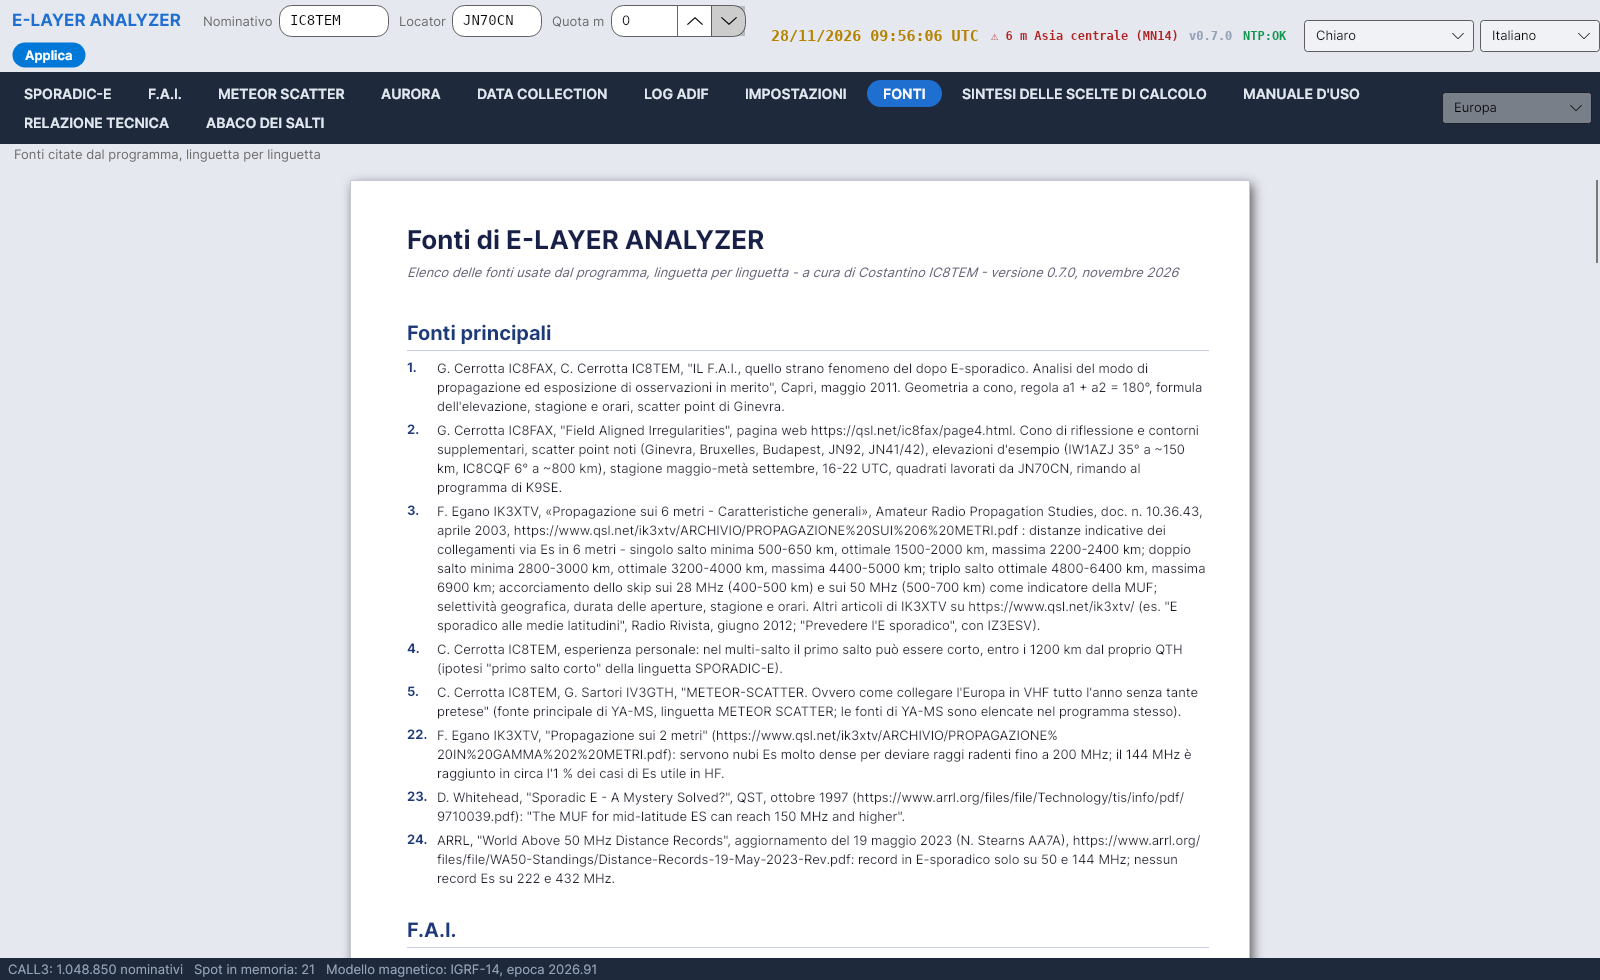 E-LAYER ANALYZER Nominativo IC8TEM Locator JN70CN Quota m 0
28/11/2026 09:56:06 UTC ⚠ 6 m Asia centrale (MN14) v0.7.0 NTP:OK Chiaro Italiano
Applica
SPORADIC-E F.A.I. METEOR SCATTER AURORA DATA COLLECTION LOG ADIF IMPOSTAZIONI FONTI SINTESI DELLE SCELTE DI CALCOLO MANUALE D'USO
Europa
RELAZIONE TECNICA ABACO DEI SALTI
Fonti citate dal programma, linguetta per linguetta
Fonti di E-LAYER ANALYZER
Elenco delle fonti usate dal programma, linguetta per linguetta - a cura di Costantino IC8TEM - versione 0.7.0, novembre 2026
Fonti principali
1. G. Cerrotta IC8FAX, C. Cerrotta IC8TEM, "IL F.A.I., quello strano fenomeno del dopo E-sporadico. Analisi del modo di
propagazione ed esposizione di osservazioni in merito", Capri, maggio 2011. Geometria a cono, regola a1 + a2 = 180°, formula
dell'elevazione, stagione e orari, scatter point di Ginevra.
2. G. Cerrotta IC8FAX, "Field Aligned Irregularities", pagina web https://qsl.net/ic8fax/page4.html. Cono di riflessione e contorni
supplementari, scatter point noti (Ginevra, Bruxelles, Budapest, JN92, JN41/42), elevazioni d'esempio (IW1AZJ 35° a ~150
km, IC8CQF 6° a ~800 km), stagione maggio-metà settembre, 16-22 UTC, quadrati lavorati da JN70CN, rimando al
programma di K9SE.
3. F. Egano IK3XTV, «Propagazione sui 6 metri - Caratteristiche generali», Amateur Radio Propagation Studies, doc. n. 10.36.43,
aprile 2003, https://www.qsl.net/ik3xtv/ARCHIVIO/PROPAGAZIONE%20SUI%206%20METRI.pdf : distanze indicative dei
collegamenti via Es in 6 metri - singolo salto minima 500-650 km, ottimale 1500-2000 km, massima 2200-2400 km; doppio
salto minima 2800-3000 km, ottimale 3200-4000 km, massima 4400-5000 km; triplo salto ottimale 4800-6400 km, massima
6900 km; accorciamento dello skip sui 28 MHz (400-500 km) e sui 50 MHz (500-700 km) come indicatore della MUF;
selettività geografica, durata delle aperture, stagione e orari. Altri articoli di IK3XTV su https://www.qsl.net/ik3xtv/ (es. "E
sporadico alle medie latitudini", Radio Rivista, giugno 2012; "Prevedere l'E sporadico", con IZ3ESV).
4. C. Cerrotta IC8TEM, esperienza personale: nel multi-salto il primo salto può essere corto, entro i 1200 km dal proprio QTH
(ipotesi "primo salto corto" della linguetta SPORADIC-E).
5. C. Cerrotta IC8TEM, G. Sartori IV3GTH, "METEOR-SCATTER. Ovvero come collegare l'Europa in VHF tutto l'anno senza tante
pretese" (fonte principale di YA-MS, linguetta METEOR SCATTER; le fonti di YA-MS sono elencate nel programma stesso).
22. F. Egano IK3XTV, "Propagazione sui 2 metri" (https://www.qsl.net/ik3xtv/ARCHIVIO/PROPAGAZIONE%
20IN%20GAMMA%202%20METRI.pdf): servono nubi Es molto dense per deviare raggi radenti fino a 200 MHz; il 144 MHz è
raggiunto in circa l'1 % dei casi di Es utile in HF.
23. D. Whitehead, "Sporadic E - A Mystery Solved?", QST, ottobre 1997 (https://www.arrl.org/files/file/Technology/tis/info/pdf/
9710039.pdf): "The MUF for mid-latitude ES can reach 150 MHz and higher".
24. ARRL, "World Above 50 MHz Distance Records", aggiornamento del 19 maggio 2023 (N. Stearns AA7A), https://www.arrl.org/
files/file/WA50-Standings/Distance-Records-19-May-2023-Rev.pdf: record in E-sporadico solo su 50 e 144 MHz; nessun
record Es su 222 e 432 MHz.
F.A.I.
CALL3: 1.048.850 nominativi Spot in memoria: 21 Modello magnetico: IGRF-14, epoca 2026.91